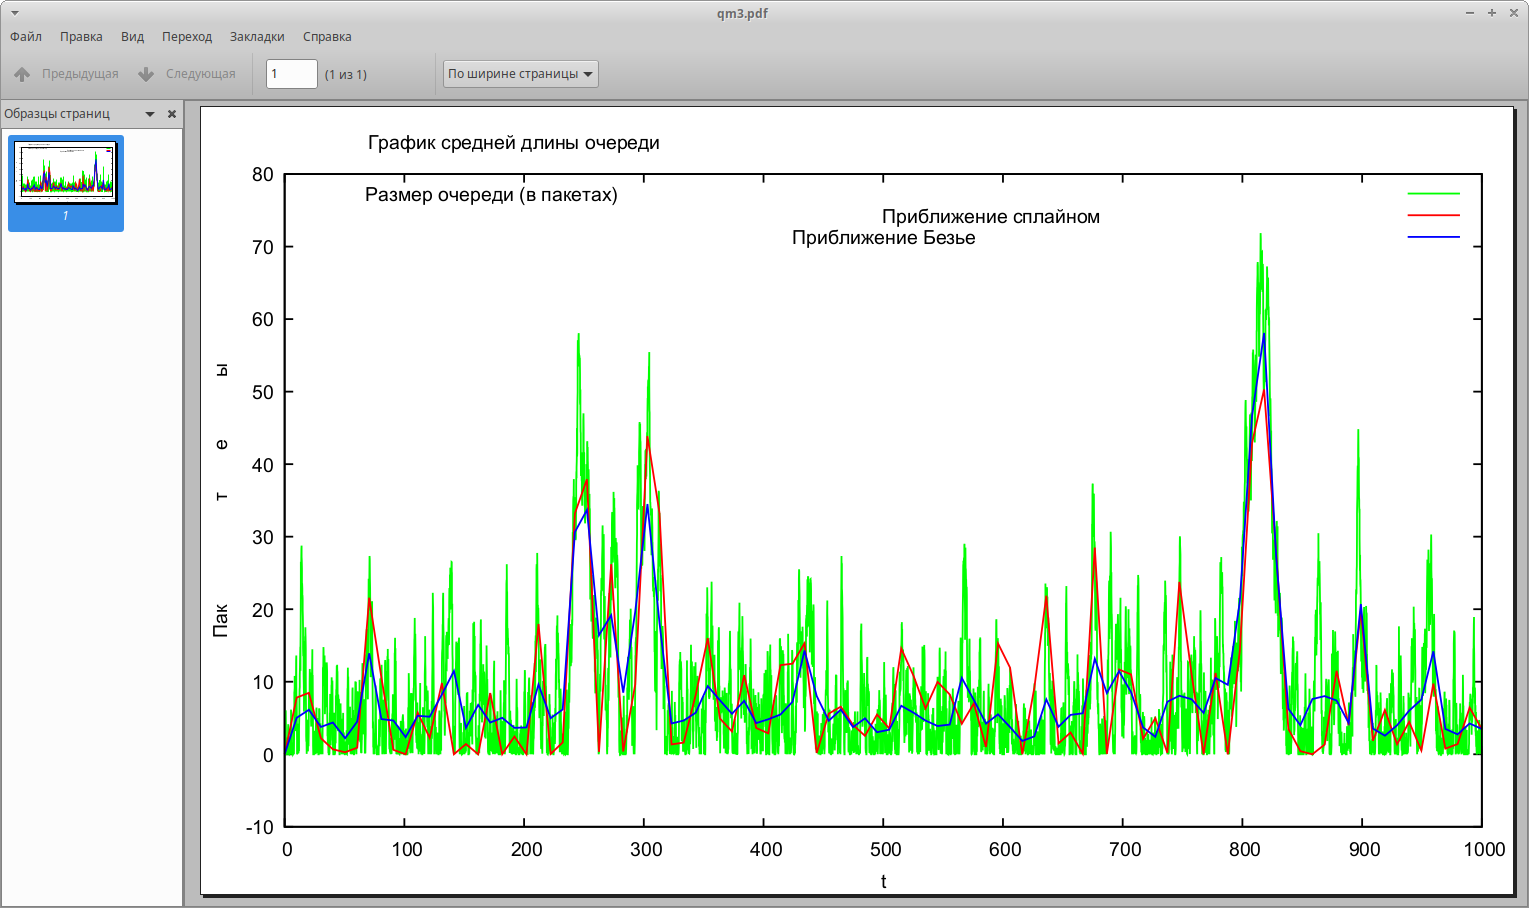 qm3.pdf
Файл Правка Вид Переход Закладки Справка
Предыдущая Следующая 1 (1 из 1) По ширине страницы
Образцы страниц
1
График средней длины очереди
Размер очереди (в пакетах)
Приближение сплайном
Приближение Безье
80
70
60
50
40
30
20
10
0
-10
Пак т е ы
0 100 200 300 400 500 600 700 800 900 1000
t